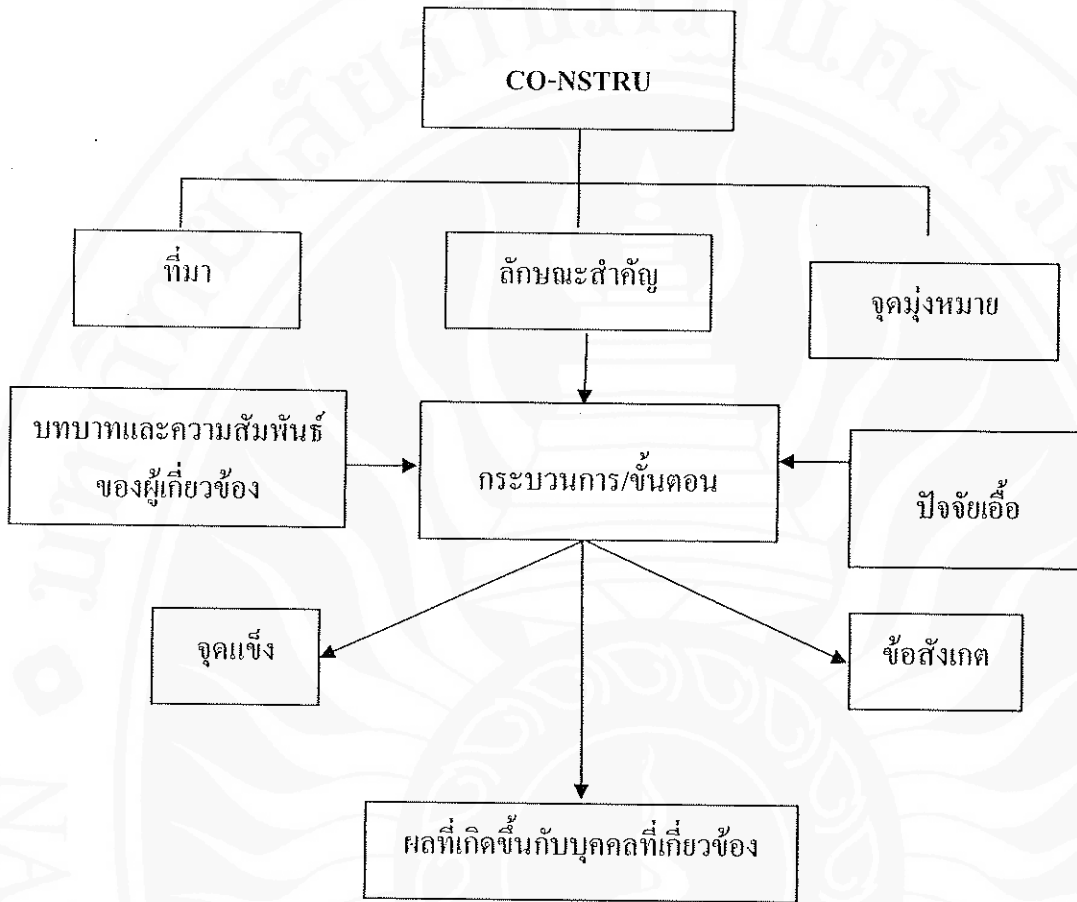 CO-NSTRU
ที่มา
ลักษณะสำคัญ
จุดมุ่งหมาย
บทบาทและความสัมพันธ์
ของผู้เกี่ยวข้อง
กระบวนการ/ขั้นตอน
ปัจจัยเอื้อ
จุดแข็ง
ข้อสังเกต
ผลที่เกิดขึ้นกับบุคคลที่เกี่ยวข้อง